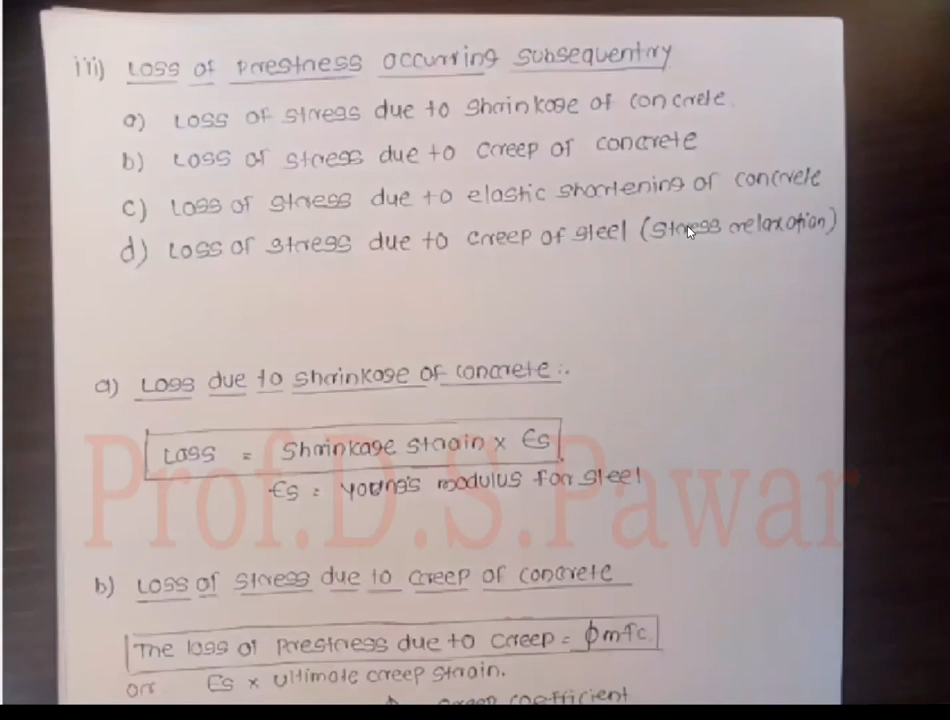 iii) Loss of prestress occurring subsequentry
a) Loss of stress due to shrinkage of concrete.
b) Loss of stress due to creep of concrete
c) Loss of stress due to elastic shortening of concrete
d) Loss of stress due to creep of steel (stress relaxation)
a) Loss due to shrinkage of concrete :.
Loss = Shrinkage strain x Es
Es = young's modulus for steel
Prof.D.S.Pawar
b) Loss of stress due to creep of concrete
The loss of prestress due to creep = ϕmfc.
or Es x ultimate creep strain.
creep coefficient